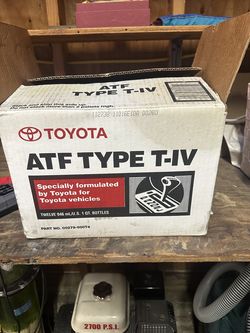 TOYOTA
ATF TYPE T-IV
Specially formulated
by Toyota for
Toyota vehicles
TWELVE 946 mL/U.S. 1 QT. BOTTLES
PART NO. 00279-000T4
2700 P.S.I.